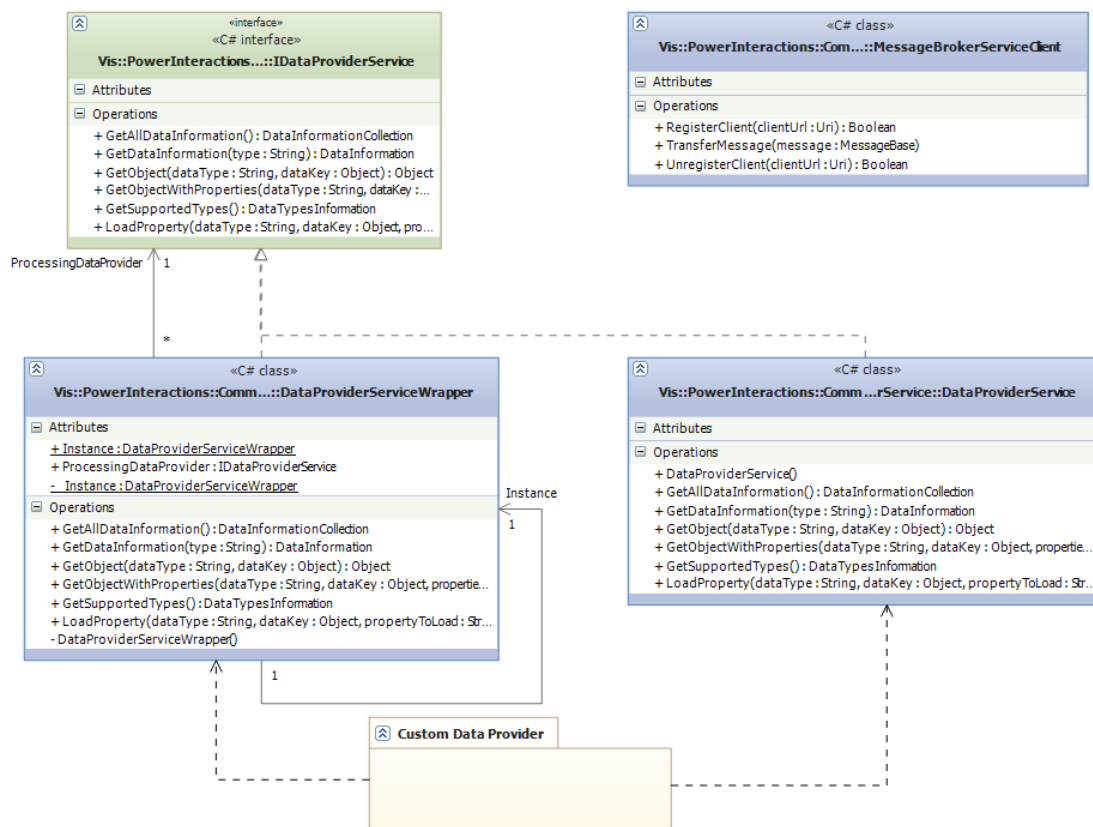 «interface»
«C# interface»
Vis::PowerInteractions...::IDataProviderService
Attributes
Operations
+ GetAllDataInformation() : DataInformationCollection
+ GetDataInformation(type : String) : DataInformation
+ GetObject(dataType : String, dataKey : Object) : Object
+ GetObjectWithProperties(dataType : String, dataKey :...
+ GetSupportedTypes() : DataTypesInformation
+ LoadProperty(dataType : String, dataKey : Object, pro...
«C# class»
Vis::PowerInteractions::Com...::MessageBrokerServiceClient
Attributes
Operations
+ RegisterClient(clientUrl : Uri) : Boolean
+ TransferMessage(message : MessageBase)
+ UnregisterClient(clientUrl : Uri) : Boolean
ProcessingDataProvider
1
*
«C# class»
Vis::PowerInteractions::Comm...::DataProviderServiceWrapper
Attributes
+ Instance : DataProviderServiceWrapper
+ ProcessingDataProvider : IDataProviderService
- _Instance : DataProviderServiceWrapper
Operations
+ GetAllDataInformation() : DataInformationCollection
+ GetDataInformation(type : String) : DataInformation
+ GetObject(dataType : String, dataKey : Object) : Object
+ GetObjectWithProperties(dataType : String, dataKey : Object, propertie...
+ GetSupportedTypes() : DataTypesInformation
+ LoadProperty(dataType : String, dataKey : Object, propertyToLoad : Str...
- DataProviderServiceWrapper()
Instance
1
1
«C# class»
Vis::PowerInteractions::Comm...rService::DataProviderService
Attributes
Operations
+ DataProviderService()
+ GetAllDataInformation() : DataInformationCollection
+ GetDataInformation(type : String) : DataInformation
+ GetObject(dataType : String, dataKey : Object) : Object
+ GetObjectWithProperties(dataType : String, dataKey : Object, propertie...
+ GetSupportedTypes() : DataTypesInformation
+ LoadProperty(dataType : String, dataKey : Object, propertyToLoad : Str...
Custom Data Provider